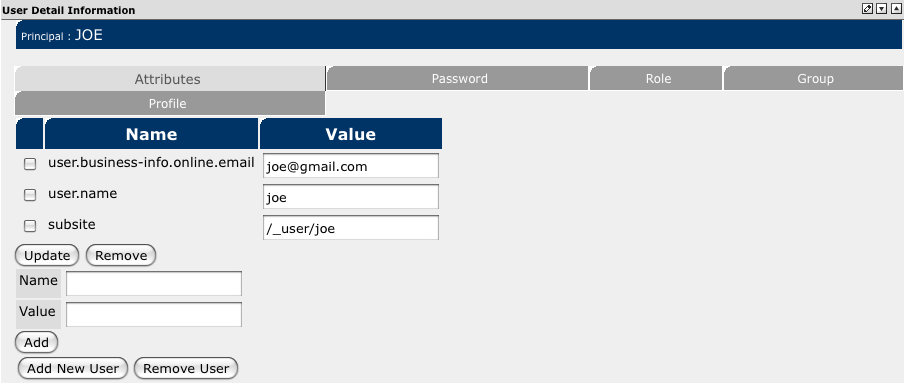 User Detail Information
Principal : JOE
Attributes Password Role Group
Profile
Name Value
user.business-info.online.email joe@gmail.com
user.name joe
subsite /_user/joe
Update Remove
Name
Value
Add
Add New User Remove User